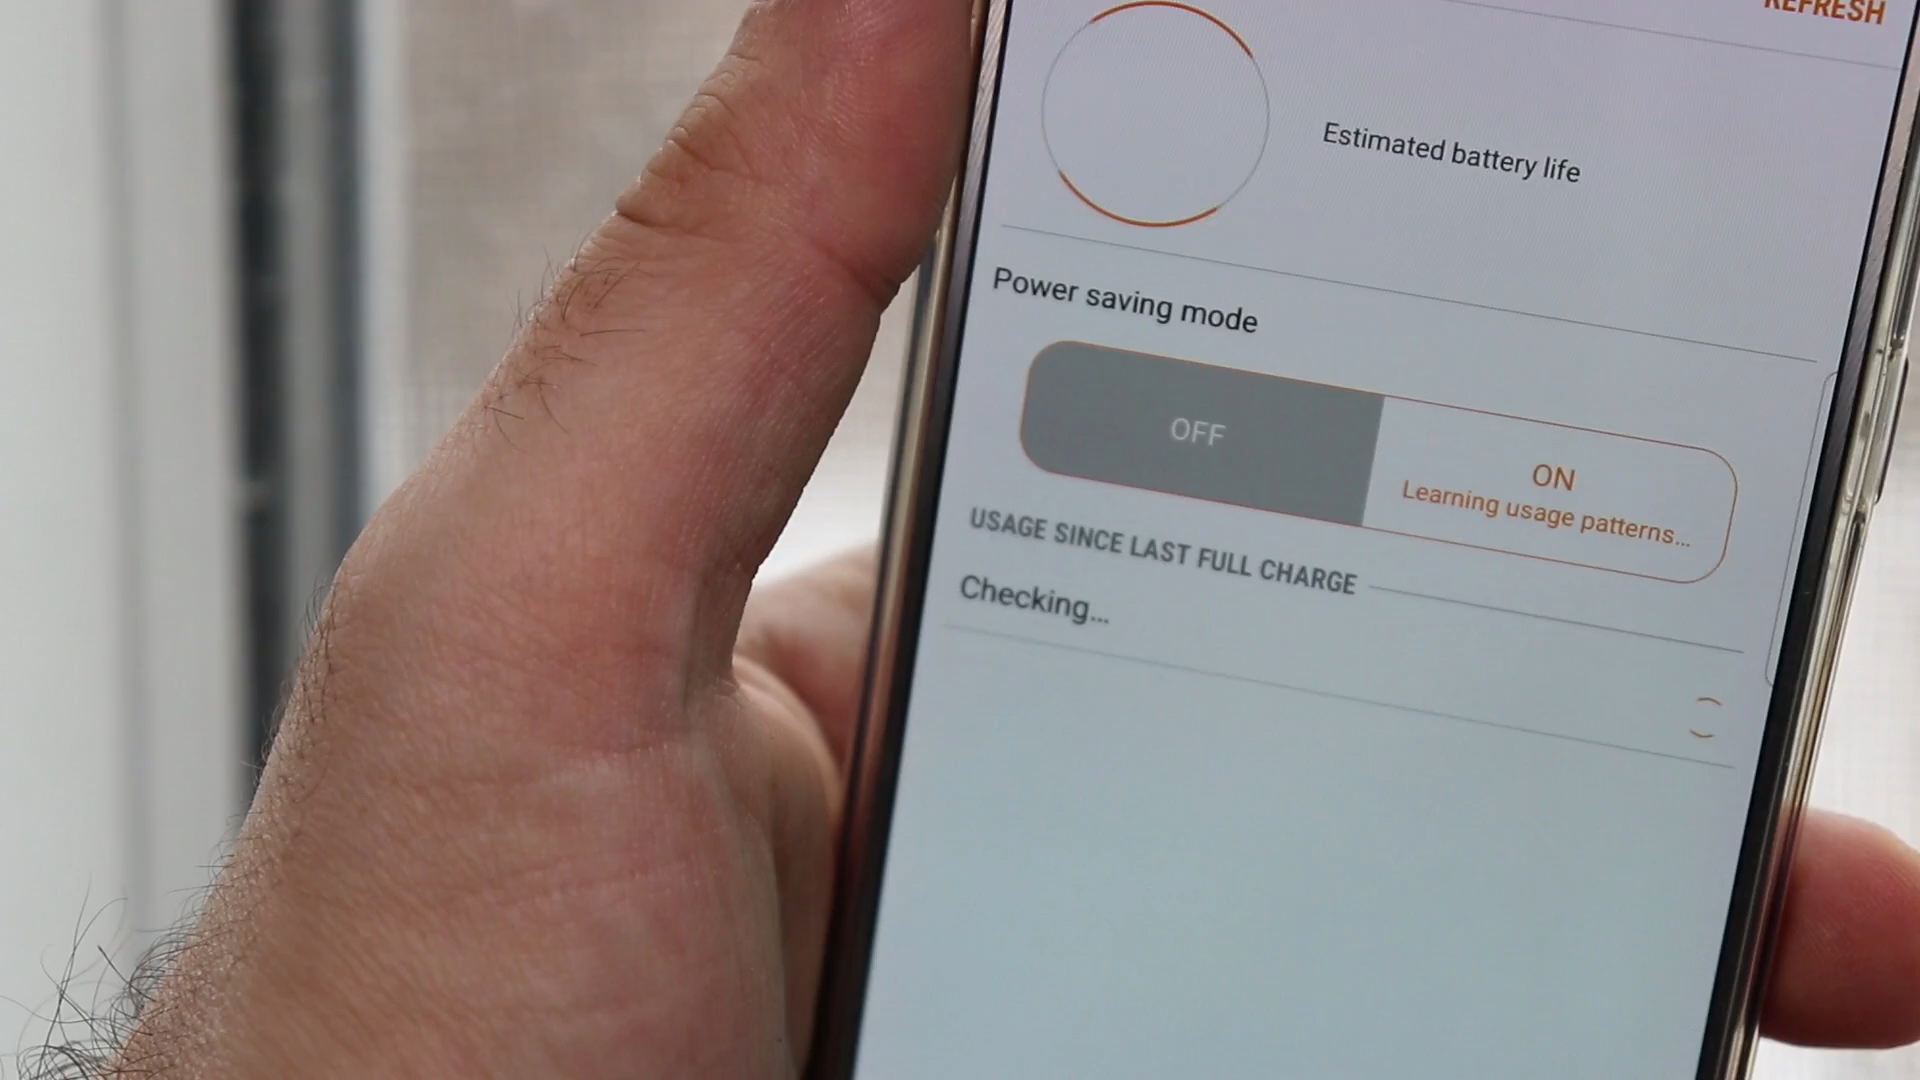 REFRESH
Estimated battery life
Power saving mode
OFF
ON
Learning usage patterns...
USAGE SINCE LAST FULL CHARGE
Checking...